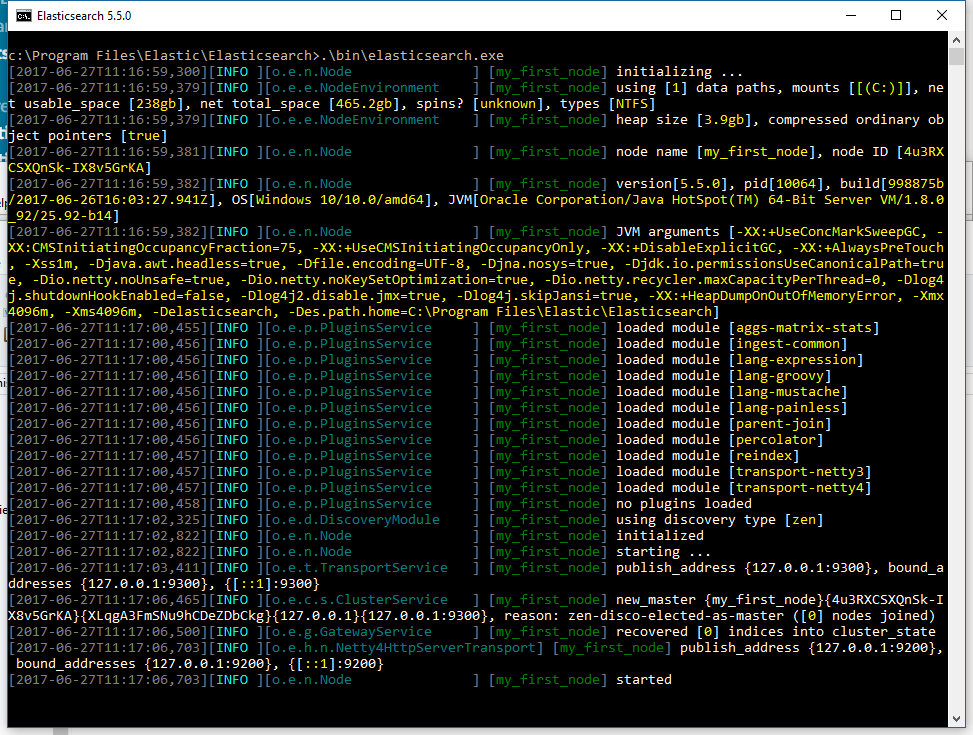 Elasticsearch 5.5.0
c:\Program Files\Elastic\Elasticsearch>.\bin\elasticsearch.exe
[2017-06-27T11:16:59,300][INFO ][o.e.n.Node               ] [my_first_node] initializing ...
[2017-06-27T11:16:59,379][INFO ][o.e.e.NodeEnvironment    ] [my_first_node] using [1] data paths, mounts [[(C:)]], ne
t usable_space [238gb], net total_space [465.2gb], spins? [unknown], types [NTFS]
[2017-06-27T11:16:59,379][INFO ][o.e.e.NodeEnvironment    ] [my_first_node] heap size [3.9gb], compressed ordinary ob
ject pointers [true]
[2017-06-27T11:16:59,381][INFO ][o.e.n.Node               ] [my_first_node] node name [my_first_node], node ID [4u3RX
CSXQnSk-IX8v5GrKA]
[2017-06-27T11:16:59,382][INFO ][o.e.n.Node               ] [my_first_node] version[5.5.0], pid[10064], build[998875b
/2017-06-26T16:03:27.941Z], OS[Windows 10/10.0/amd64], JVM[Oracle Corporation/Java HotSpot(TM) 64-Bit Server VM/1.8.0
_92/25.92-b14]
[2017-06-27T11:16:59,382][INFO ][o.e.n.Node               ] [my_first_node] JVM arguments [-XX:+UseConcMarkSweepGC, -
XX:CMSInitiatingOccupancyFraction=75, -XX:+UseCMSInitiatingOccupancyOnly, -XX:+DisableExplicitGC, -XX:+AlwaysPreTouch
, -Xss1m, -Djava.awt.headless=true, -Dfile.encoding=UTF-8, -Djna.nosys=true, -Djdk.io.permissionsUseCanonicalPath=tru
e, -Dio.netty.noUnsafe=true, -Dio.netty.noKeySetOptimization=true, -Dio.netty.recycler.maxCapacityPerThread=0, -Dlog4
j.shutdownHookEnabled=false, -Dlog4j2.disable.jmx=true, -Dlog4j.skipJansi=true, -XX:+HeapDumpOnOutOfMemoryError, -Xmx
4096m, -Xms4096m, -Delasticsearch, -Des.path.home=C:\Program Files\Elastic\Elasticsearch]
[2017-06-27T11:17:00,455][INFO ][o.e.p.PluginsService     ] [my_first_node] loaded module [aggs-matrix-stats]
[2017-06-27T11:17:00,456][INFO ][o.e.p.PluginsService     ] [my_first_node] loaded module [ingest-common]
[2017-06-27T11:17:00,456][INFO ][o.e.p.PluginsService     ] [my_first_node] loaded module [lang-expression]
[2017-06-27T11:17:00,456][INFO ][o.e.p.PluginsService     ] [my_first_node] loaded module [lang-groovy]
[2017-06-27T11:17:00,456][INFO ][o.e.p.PluginsService     ] [my_first_node] loaded module [lang-mustache]
[2017-06-27T11:17:00,456][INFO ][o.e.p.PluginsService     ] [my_first_node] loaded module [lang-painless]
[2017-06-27T11:17:00,456][INFO ][o.e.p.PluginsService     ] [my_first_node] loaded module [parent-join]
[2017-06-27T11:17:00,456][INFO ][o.e.p.PluginsService     ] [my_first_node] loaded module [percolator]
[2017-06-27T11:17:00,457][INFO ][o.e.p.PluginsService     ] [my_first_node] loaded module [reindex]
[2017-06-27T11:17:00,457][INFO ][o.e.p.PluginsService     ] [my_first_node] loaded module [transport-netty3]
[2017-06-27T11:17:00,457][INFO ][o.e.p.PluginsService     ] [my_first_node] loaded module [transport-netty4]
[2017-06-27T11:17:00,458][INFO ][o.e.p.PluginsService     ] [my_first_node] no plugins loaded
[2017-06-27T11:17:02,325][INFO ][o.e.d.DiscoveryModule    ] [my_first_node] using discovery type [zen]
[2017-06-27T11:17:02,822][INFO ][o.e.n.Node               ] [my_first_node] initialized
[2017-06-27T11:17:02,822][INFO ][o.e.n.Node               ] [my_first_node] starting ...
[2017-06-27T11:17:03,411][INFO ][o.e.t.TransportService   ] [my_first_node] publish_address {127.0.0.1:9300}, bound_a
ddresses {127.0.0.1:9300}, {[::1]:9300}
[2017-06-27T11:17:06,465][INFO ][o.e.c.s.ClusterService   ] [my_first_node] new_master {my_first_node}{4u3RXCSXQnSk-I
X8v5GrKA}{XLqgA3FmSNu9hCDeZDbCkg}{127.0.0.1}{127.0.0.1:9300}, reason: zen-disco-elected-as-master ([0] nodes joined)
[2017-06-27T11:17:06,500][INFO ][o.e.g.GatewayService     ] [my_first_node] recovered [0] indices into cluster_state
[2017-06-27T11:17:06,703][INFO ][o.e.h.n.Netty4HttpServerTransport] [my_first_node] publish_address {127.0.0.1:9200},
 bound_addresses {127.0.0.1:9200}, {[::1]:9200}
[2017-06-27T11:17:06,703][INFO ][o.e.n.Node               ] [my_first_node] started